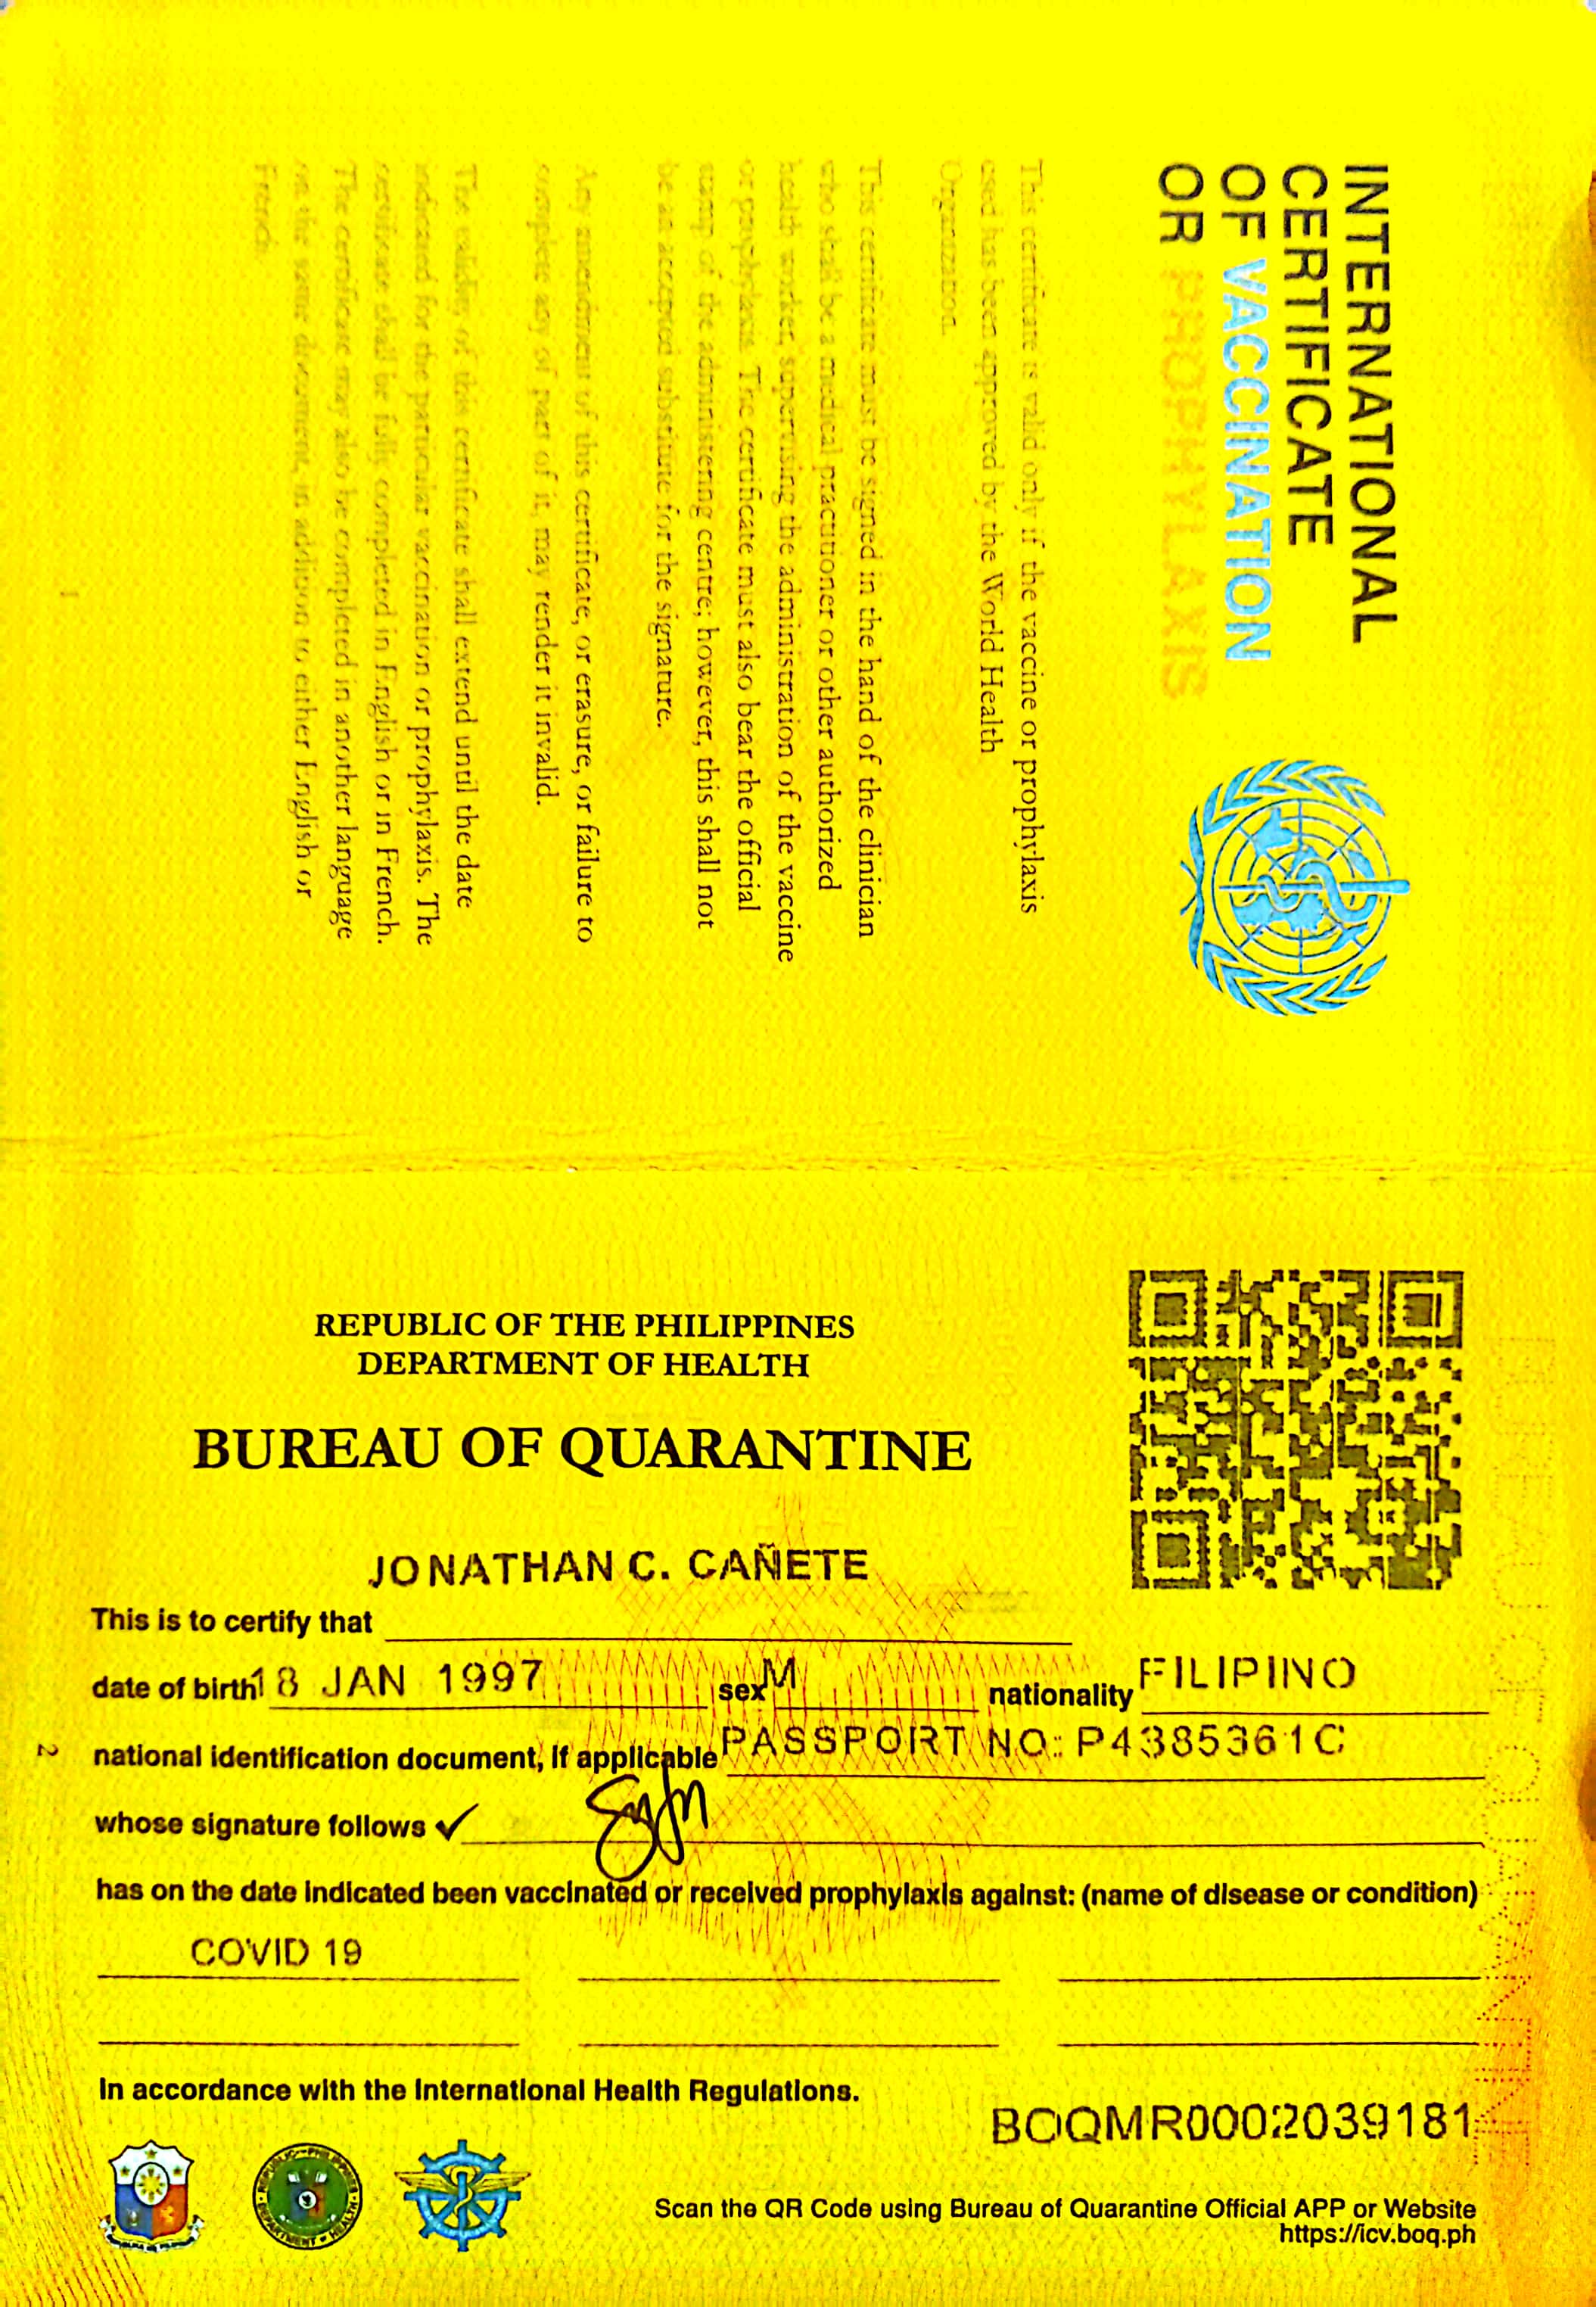 INTERNATIONAL
CERTIFICATE
OF VACCINATION
OR PROPHYLAXIS
This certificate is valid only if the vaccine or prophylaxis
used has been approved by the World Health
Organization.
This certificate must be signed in the hand of the clinician
who shall be a medical practitioner or other authorized
health worker, supervising the administration of the vaccine
or prophylaxis. The certificate must also bear the official
stamp of the administering centre; however, this shall not
be an accepted substitute for the signature.
Any amendment of this certificate, or erasure, or failure to
complete any of part of it, may render it invalid.
The validity of this certificate shall extend until the date
indicated for the particular vaccination or prophylaxis. The
certificate shall be fully completed in English or in French.
The certificate may also be completed in another language
on the same document, in addition to either English or
French.
1
REPUBLIC OF THE PHILIPPINES
DEPARTMENT OF HEALTH
BUREAU OF QUARANTINE
JONATHAN C. CAÑETE
This is to certify that
date of birth 18 JAN 1997 sex M nationality FILIPINO
national identification document, if applicable PASSPORT NO: P4385361C
whose signature follows ✓
has on the date indicated been vaccinated or received prophylaxis against: (name of disease or condition)
COVID 19
In accordance with the International Health Regulations.
BOQMR0002039181
Scan the QR Code using Bureau of Quarantine Official APP or Website
https://icv.boq.ph
2